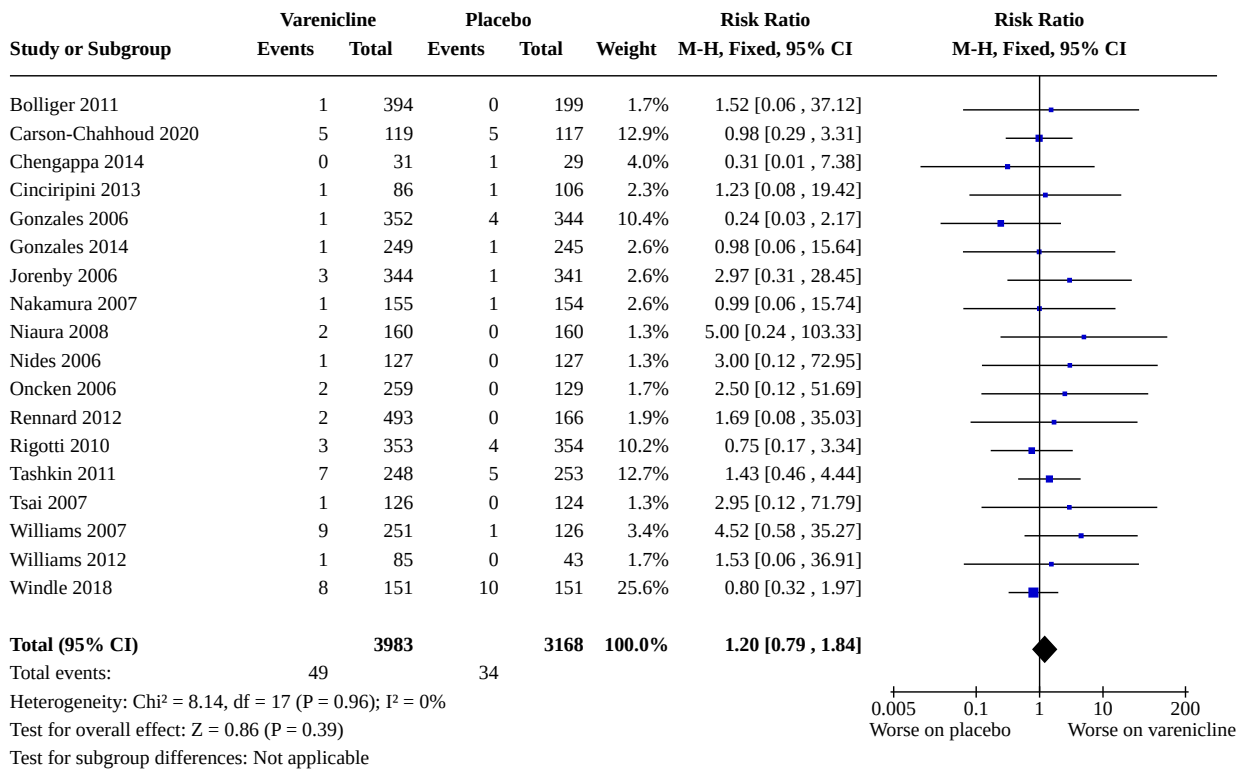 Varenicline Placebo Risk Ratio Risk Ratio
Study or Subgroup Events Total Events Total Weight M-H, Fixed, 95% CI M-H, Fixed, 95% CI
Bolliger 2011 1 394 0 199 1.7% 1.52 [0.06 , 37.12]
Carson-Chahhoud 2020 5 119 5 117 12.9% 0.98 [0.29 , 3.31]
Chengappa 2014 0 31 1 29 4.0% 0.31 [0.01 , 7.38]
Cinciripini 2013 1 86 1 106 2.3% 1.23 [0.08 , 19.42]
Gonzales 2006 1 352 4 344 10.4% 0.24 [0.03 , 2.17]
Gonzales 2014 1 249 1 245 2.6% 0.98 [0.06 , 15.64]
Jorenby 2006 3 344 1 341 2.6% 2.97 [0.31 , 28.45]
Nakamura 2007 1 155 1 154 2.6% 0.99 [0.06 , 15.74]
Niaura 2008 2 160 0 160 1.3% 5.00 [0.24 , 103.33]
Nides 2006 1 127 0 127 1.3% 3.00 [0.12 , 72.95]
Oncken 2006 2 259 0 129 1.7% 2.50 [0.12 , 51.69]
Rennard 2012 2 493 0 166 1.9% 1.69 [0.08 , 35.03]
Rigotti 2010 3 353 4 354 10.2% 0.75 [0.17 , 3.34]
Tashkin 2011 7 248 5 253 12.7% 1.43 [0.46 , 4.44]
Tsai 2007 1 126 0 124 1.3% 2.95 [0.12 , 71.79]
Williams 2007 9 251 1 126 3.4% 4.52 [0.58 , 35.27]
Williams 2012 1 85 0 43 1.7% 1.53 [0.06 , 36.91]
Windle 2018 8 151 10 151 25.6% 0.80 [0.32 , 1.97]
Total (95% CI) 3983 3168 100.0% 1.20 [0.79 , 1.84]
Total events: 49 34
Heterogeneity: Chi² = 8.14, df = 17 (P = 0.96); I² = 0%
0.005 0.1 1 10 200
Test for overall effect: Z = 0.86 (P = 0.39)
Worse on placebo Worse on varenicline
Test for subgroup differences: Not applicable